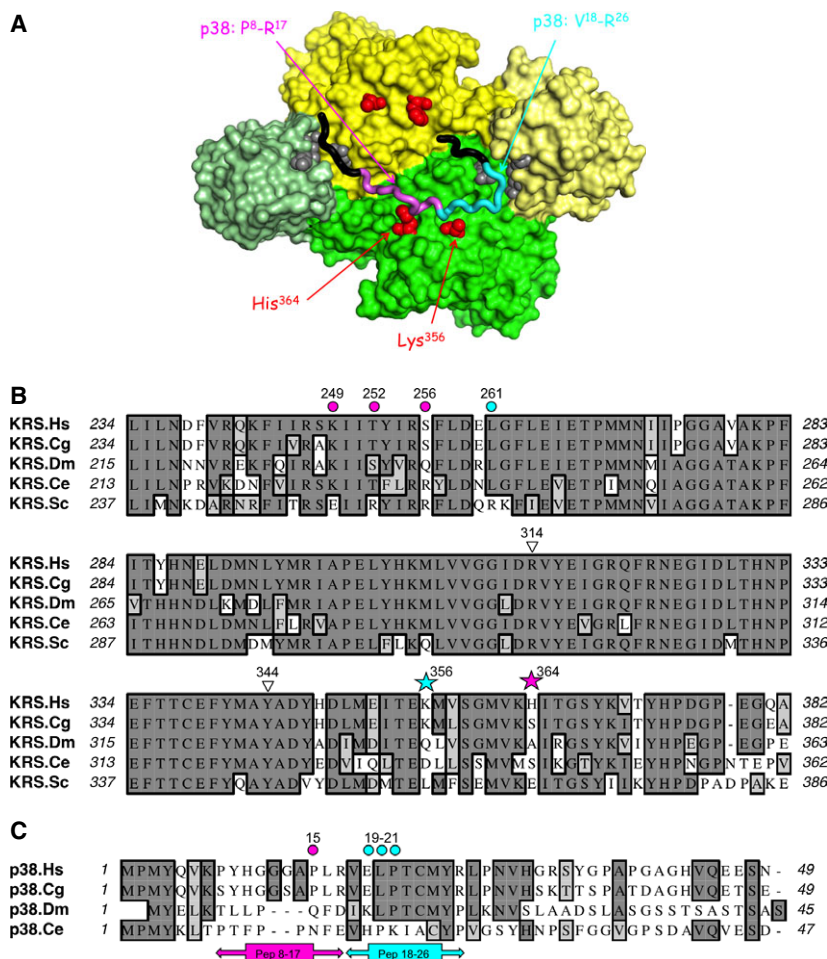 A
p38: P8-R17
p38: V18-R26
His364
Lys356
B
249 252 256 261
KRS.Hs 234 LILNDFVRQKFIIRSKIITYIRSFLDELGFLEIETPMMNIIPGGAVAKPF 283
KRS.Cg 234 LILNDFVRQKFIVRAKIITYIRSFLDELGFLEIETPMMNIIPGGAVAKPF 283
KRS.Dm 215 LILNNNVREKFQIRAKIISYVRQFLDRLGFLEIETPMMNMIAGGATAKPF 264
KRS.Ce 213 LILNPRVKDNFVIRSKIITFLRRYLDNLGFLEVETPIMNQIAGGATAKPF 262
KRS.Sc 237 LIMNKDARNRFITRSEIIRYIRRFLDQRKFIEVETPMMNVIAGGATAKPF 286
314
KRS.Hs 284 ITYHNELDMNLYMRIAPELYHKMLVVGGIDRVYEIGRQFRNEGIDLTHNP 333
KRS.Cg 284 ITYHNELDMNLYMRIAPELYHKMLVVGGIDRVYEIGRQFRNEGIDLTHNP 333
KRS.Dm 265 VTHHNDLKMDLFMRIAPELYHKMLVVGGLDRVYEIGRQFRNEGIDLTHNP 314
KRS.Ce 263 ITHHNDLDMNLFLRVAPELYHKMLVVGGIDRVYEVGRLFRNEGIDLTHNP 312
KRS.Sc 287 ITHHNDLDMDMYMRIAPELFLKQLVVGGLDRVYEIGRQFRNEGIDMTHNP 336
344 356 364
KRS.Hs 334 EFTTCEFYMAYADYHDLMEITEKMVSGMVKHITGSYKVTYHPDGP-EGQA 382
KRS.Cg 334 EFTTCEFYMAYADYHDLMEITEKMLSGMVKSITGSYKITYHPDGP-EGEA 382
KRS.Dm 315 EFTTCEFYMAYADYADIMDITEQLVSGMVKAIRGSYKVIYHPEGP-EGPE 363
KRS.Ce 313 EFTTCEFYMAYADYEDVIQLTEDLLSSMVMSIKGTYKIEYHPNGPNTEPV 362
KRS.Sc 337 EFTTCEFYQAYADVYDLMDMTELMFSEMVKEITGSYIIKYHPDPADPAKE 386
C
15 19-21
p38.Hs 1 MPMYQVKPYHGGGAPLRVELPTCMYRLPNVHGRSYGPAPGAGHVQEESN- 49
p38.Cg 1 MPMYQVKSYHGGSAPLRVELPTCMYRLPNVHSKTTSPATDAGHVQETSN- 49
p38.Dm 1 MYELKTLLP---QFDIKLPTCMYPLKNVSLAADSLASGSSTSASTSAS 45
p38.Ce 1 MPMYKLTPTFP-PNFEVHPKIACYPVGSYHNPSFGGVGPSDAVQVESD- 47
Pep 8-17 Pep 18-26